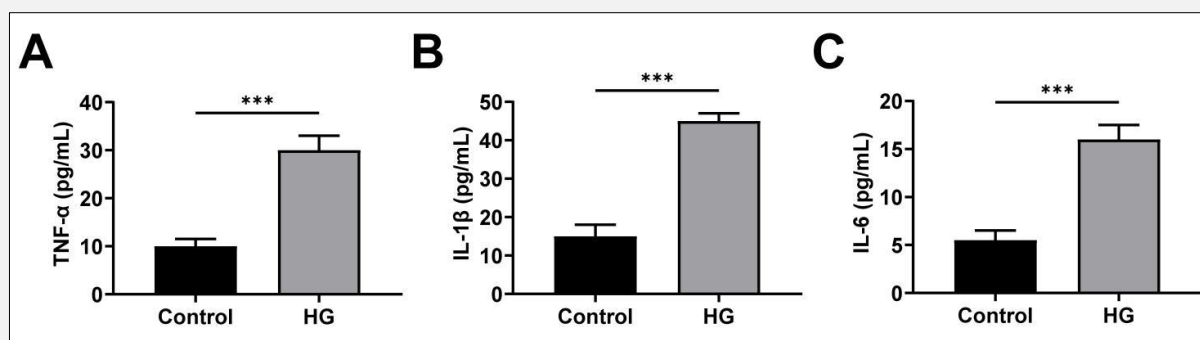 A
TNF-α (pg/mL)
40
30
20
10
0
***
Control
HG
B
IL-1β (pg/mL)
50
40
30
20
10
0
***
Control
HG
C
IL-6 (pg/mL)
20
15
10
5
0
***
Control
HG